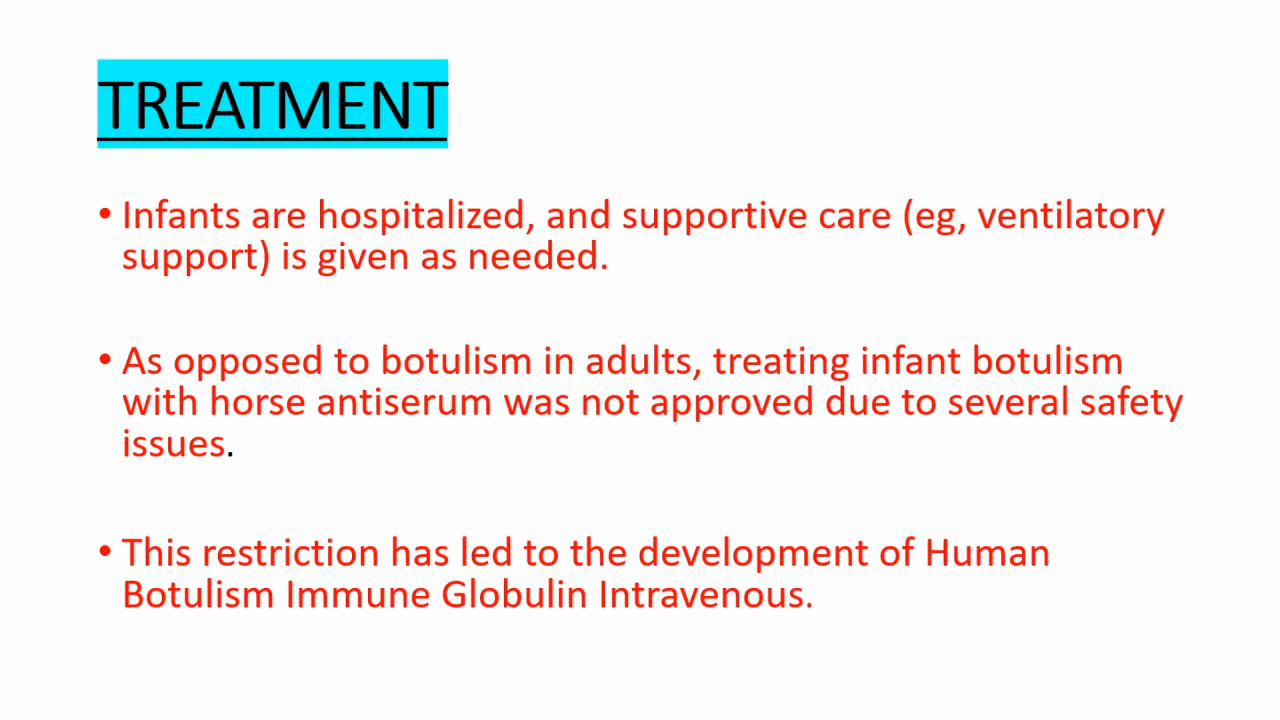 TREATMENT
• Infants are hospitalized, and supportive care (eg, ventilatory
support) is given as needed.
• As opposed to botulism in adults, treating infant botulism
with horse antiserum was not approved due to several safety
issues.
• This restriction has led to the development of Human
Botulism Immune Globulin Intravenous.